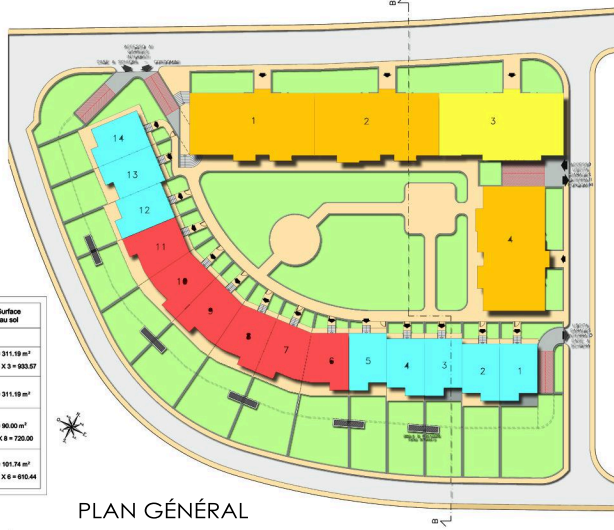 B
1
2
3
14
13
12
4
11
10
9
8
7
6
5
4
3
2
1
Surface
au sol
311.19 m²
X 3 = 933.57
311.19 m²
90.00 m²
X 8 = 720.00
101.74 m²
X 6 = 610.44
B
PLAN GÉNÉRAL